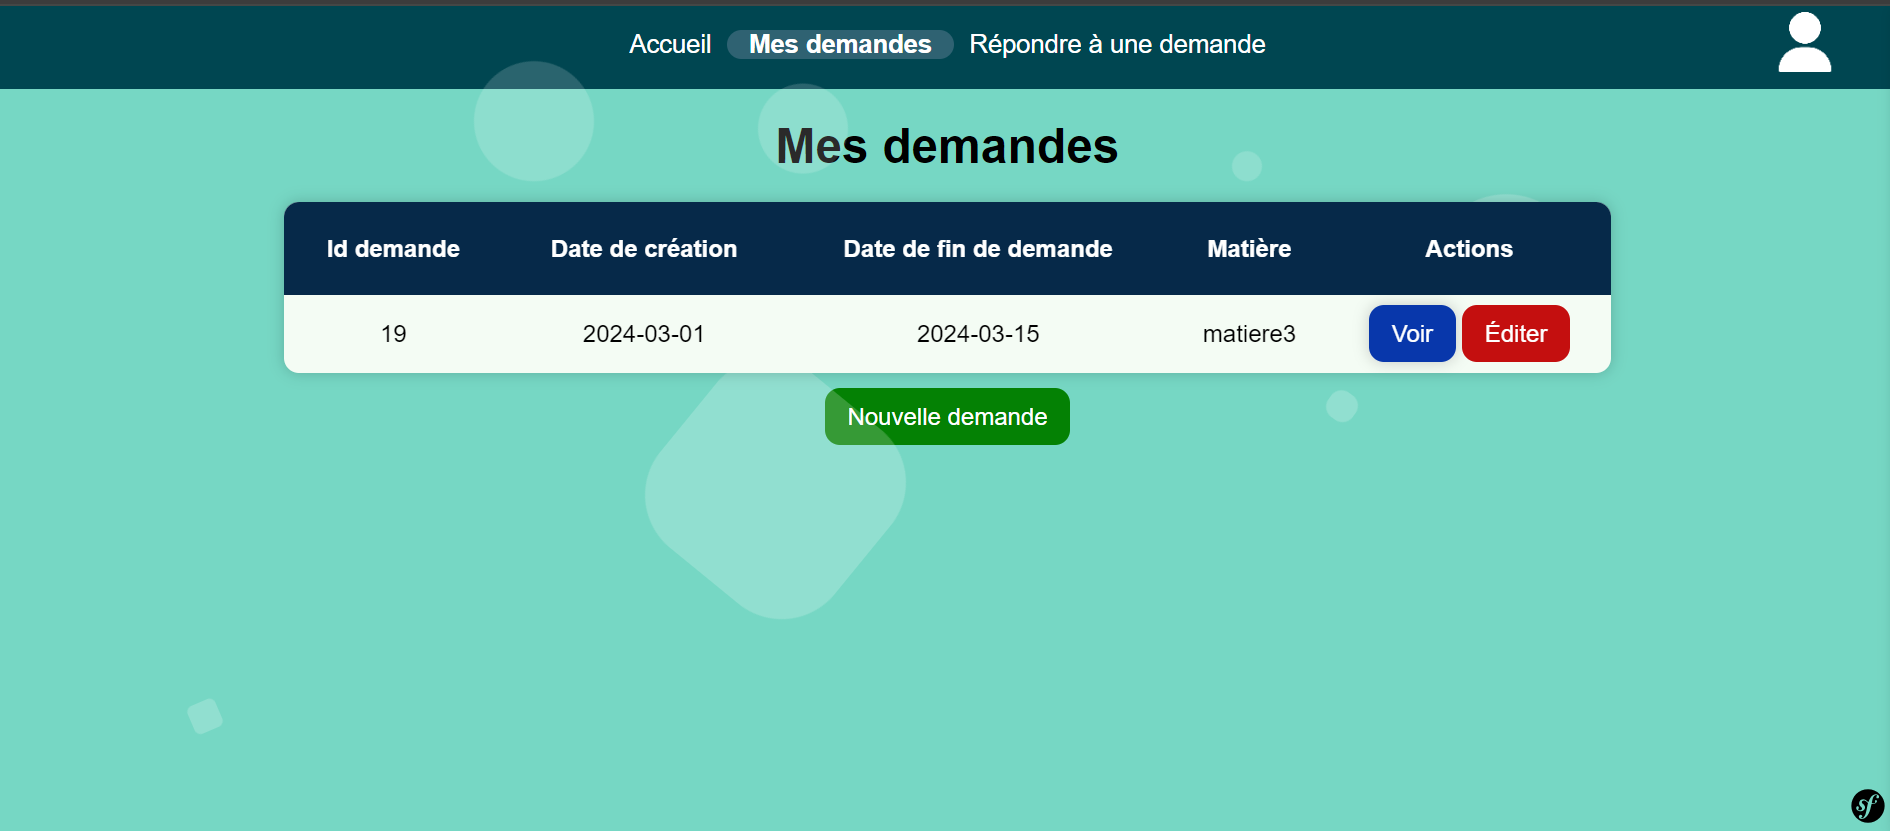 Accueil Mes demandes Répondre à une demande
Mes demandes
Id demande Date de création Date de fin de demande Matière Actions
19 2024-03-01 2024-03-15 matiere3 Voir Éditer
Nouvelle demande
sf